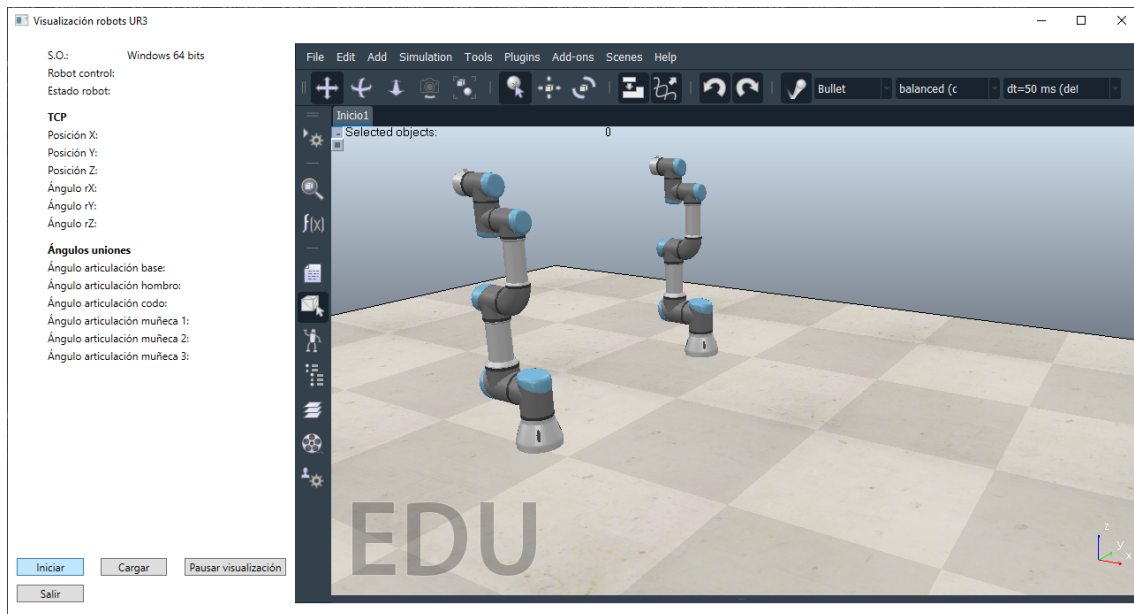 Visualización robots UR3
S.O.: Windows 64 bits
Robot control:
Estado robot:
TCP
Posición X:
Posición Y:
Posición Z:
Ángulo rX:
Ángulo rY:
Ángulo rZ:
Ángulos uniones
Ángulo articulación base:
Ángulo articulación hombro:
Ángulo articulación codo:
Ángulo articulación muñeca 1:
Ángulo articulación muñeca 2:
Ángulo articulación muñeca 3:
Iniciar Cargar Pausar visualización
Salir
File Edit Add Simulation Tools Plugins Add-ons Scenes Help
Bullet balanced (c dt=50 ms (del
Inicio1
Selected objects: 0
f(x)
EDU
z
y
x